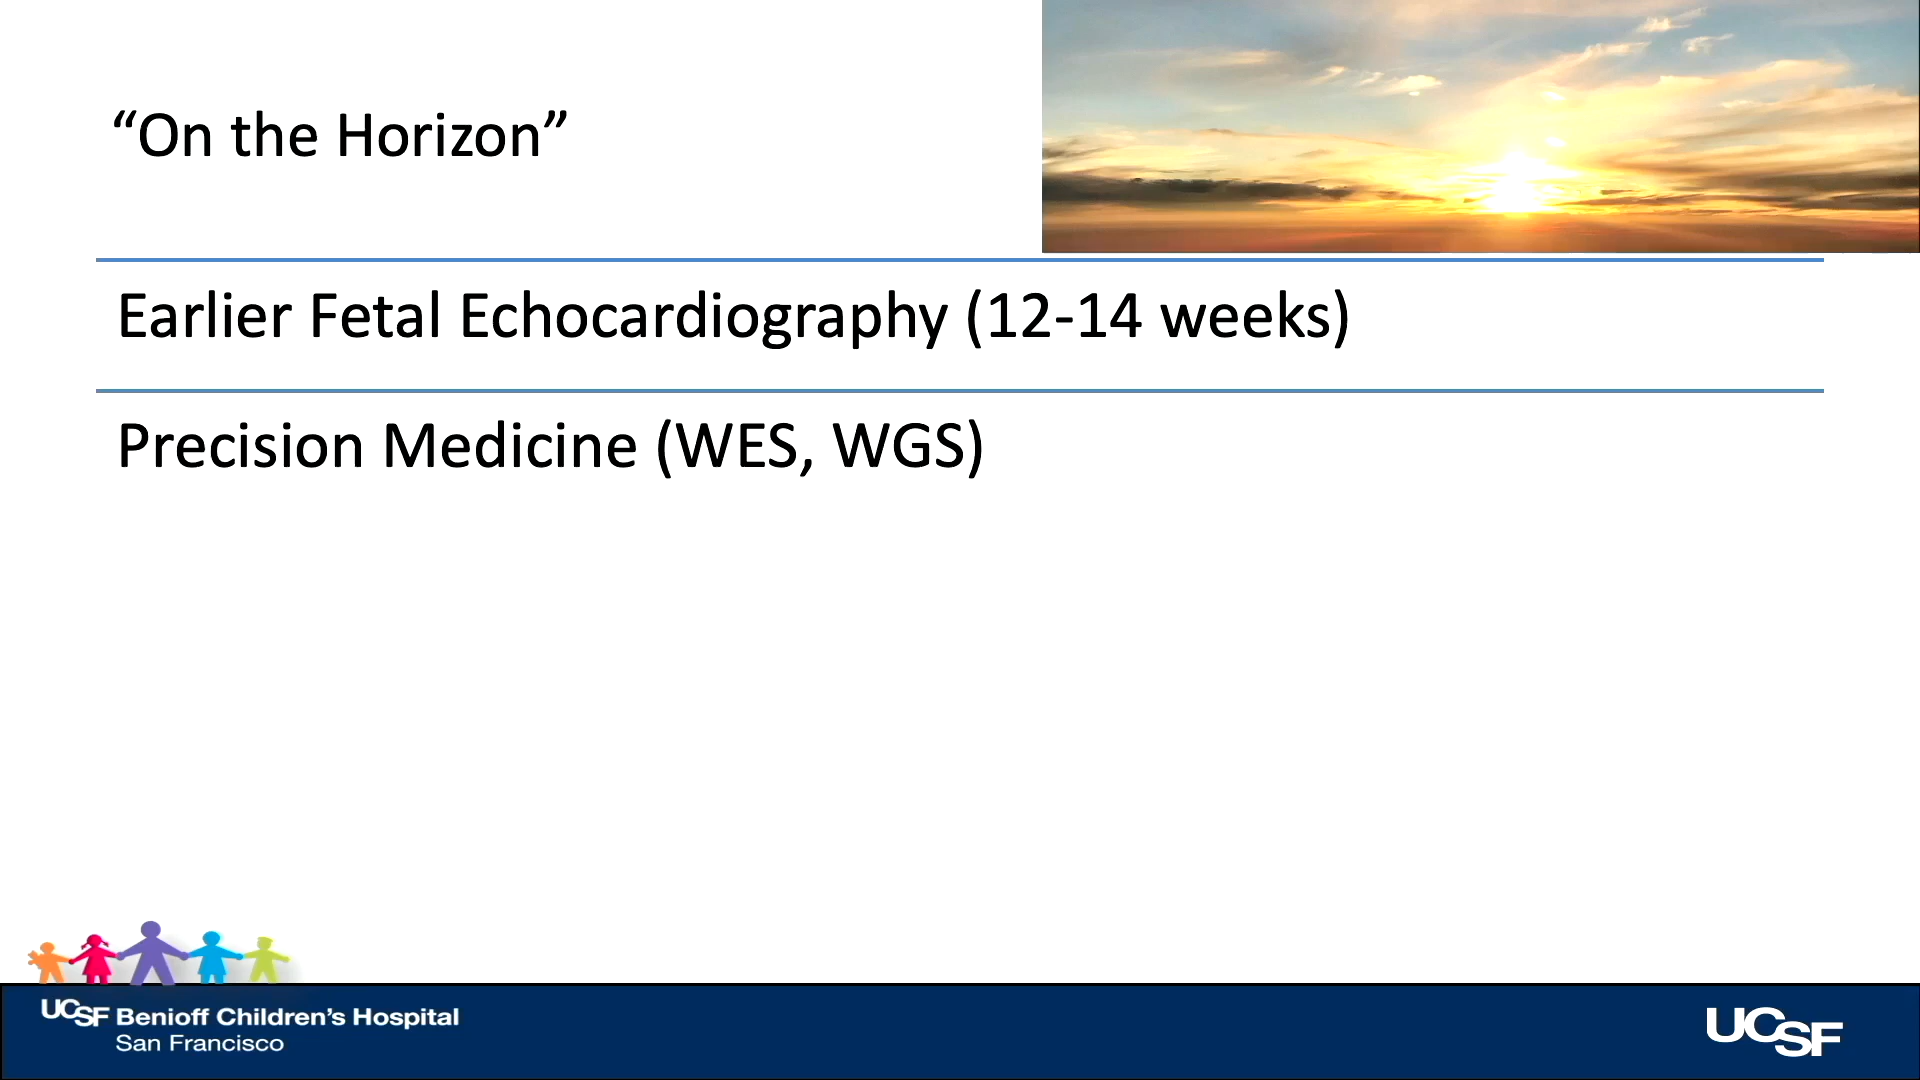 “On the Horizon”
Earlier Fetal Echocardiography (12-14 weeks)
Precision Medicine (WES, WGS)
UCSF Benioff Children’s Hospital
San Francisco
UCSF